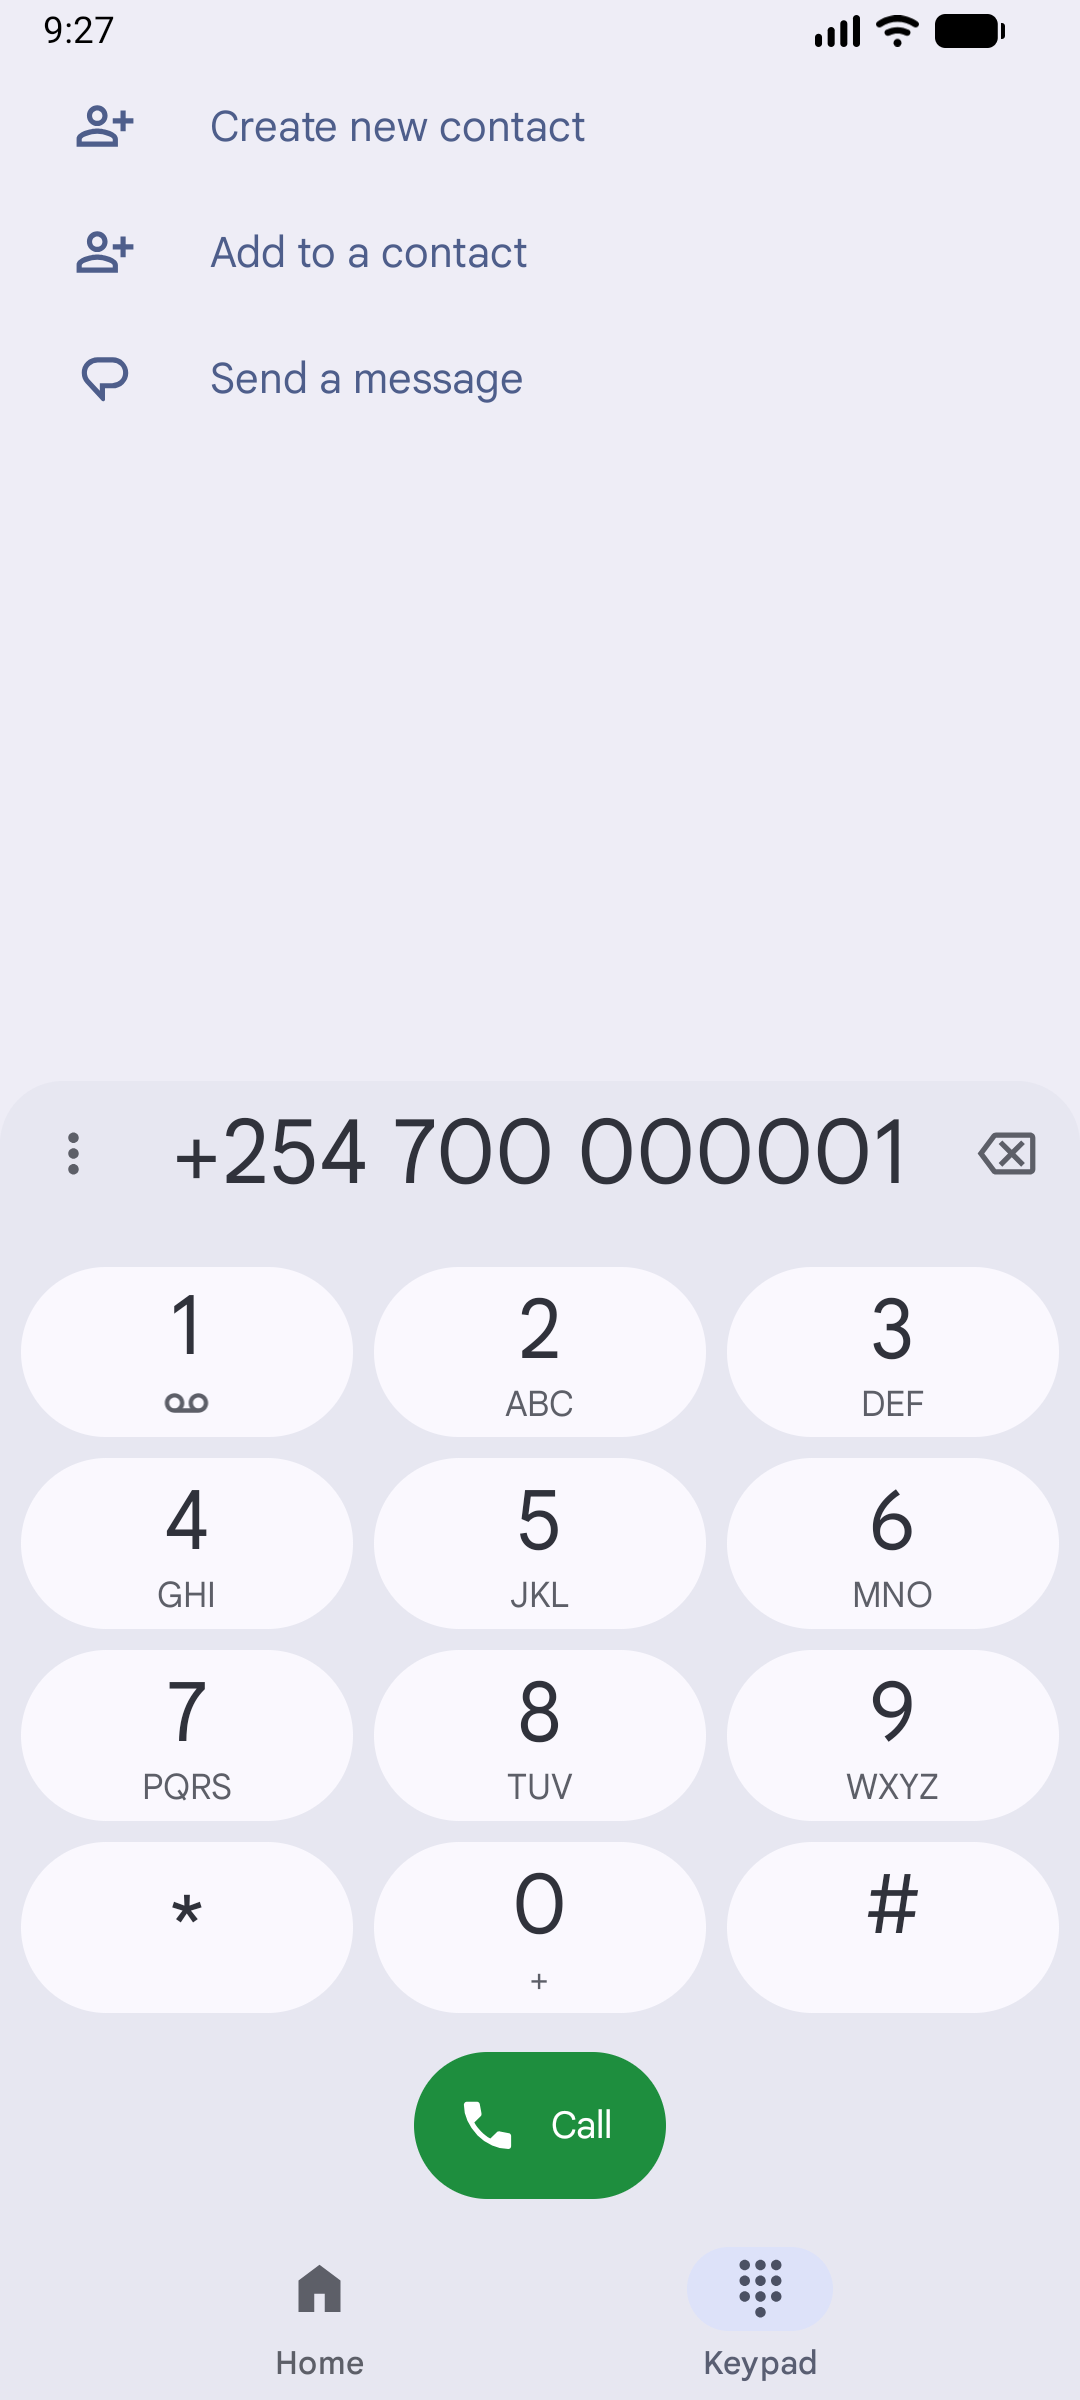 9:27
Create new contact
Add to a contact
Send a message
+254 700 000001
1
2 ABC
3 DEF
4 GHI
5 JKL
6 MNO
7 PQRS
8 TUV
9 WXYZ
*
0 +
#
Call
Home
Keypad